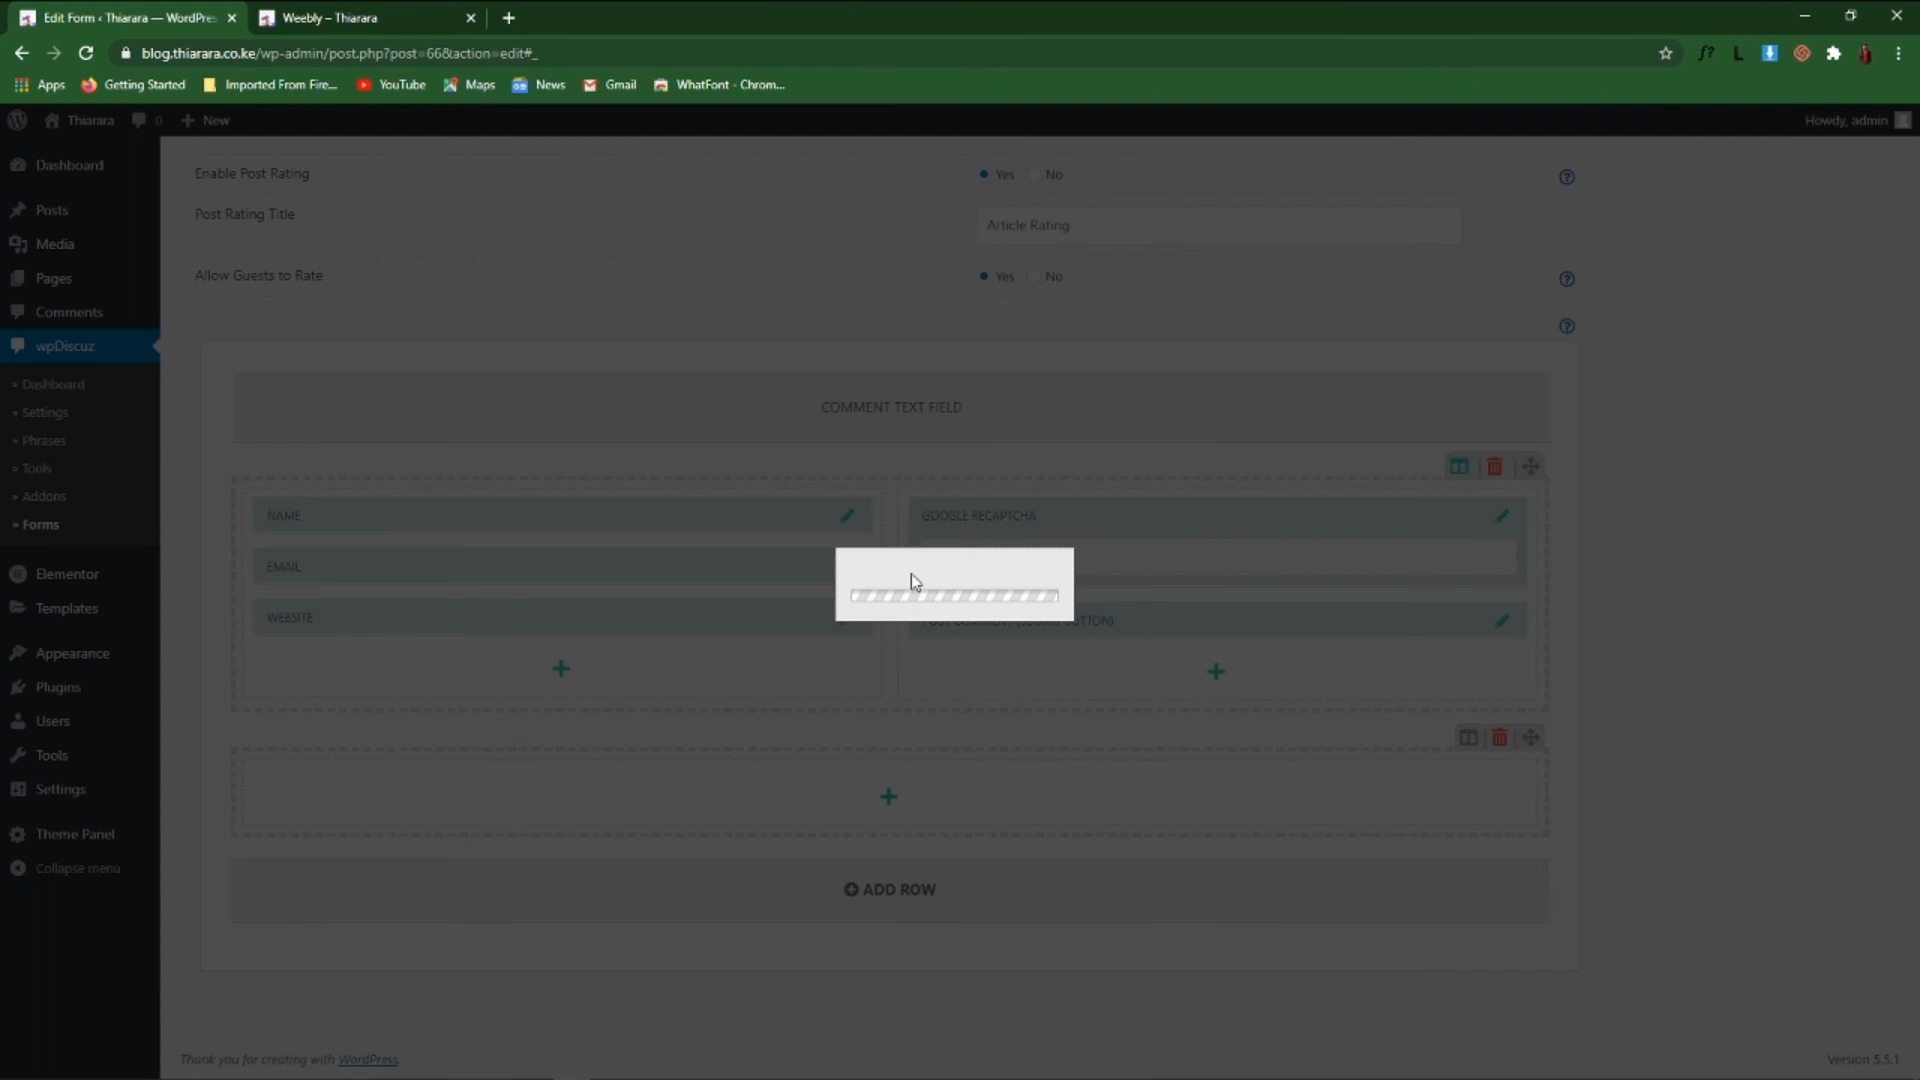 Edit Form ‹ Thiarara — WordPres
Weebly – Thiarara
blog.thiarara.co.ke/wp-admin/post.php?post=66&action=edit#_
Apps
Getting Started
Imported From Fire...
YouTube
Maps
News
Gmail
WhatFont - Chrom...
Thiarara
0
New
Howdy, admin
Dashboard
Posts
Media
Pages
Comments
wpDiscuz
» Dashboard
» Settings
» Phrases
» Tools
» Addons
» Forms
Elementor
Templates
Appearance
Plugins
Users
Tools
Settings
Theme Panel
Collapse menu
Enable Post Rating
Yes
No
Post Rating Title
Article Rating
Allow Guests to Rate
Yes
No
COMMENT TEXT FIELD
NAME
GOOGLE RECAPTCHA
EMAIL
WEBSITE
ADD ROW
Thank you for creating with WordPress.
Version 5.5.1